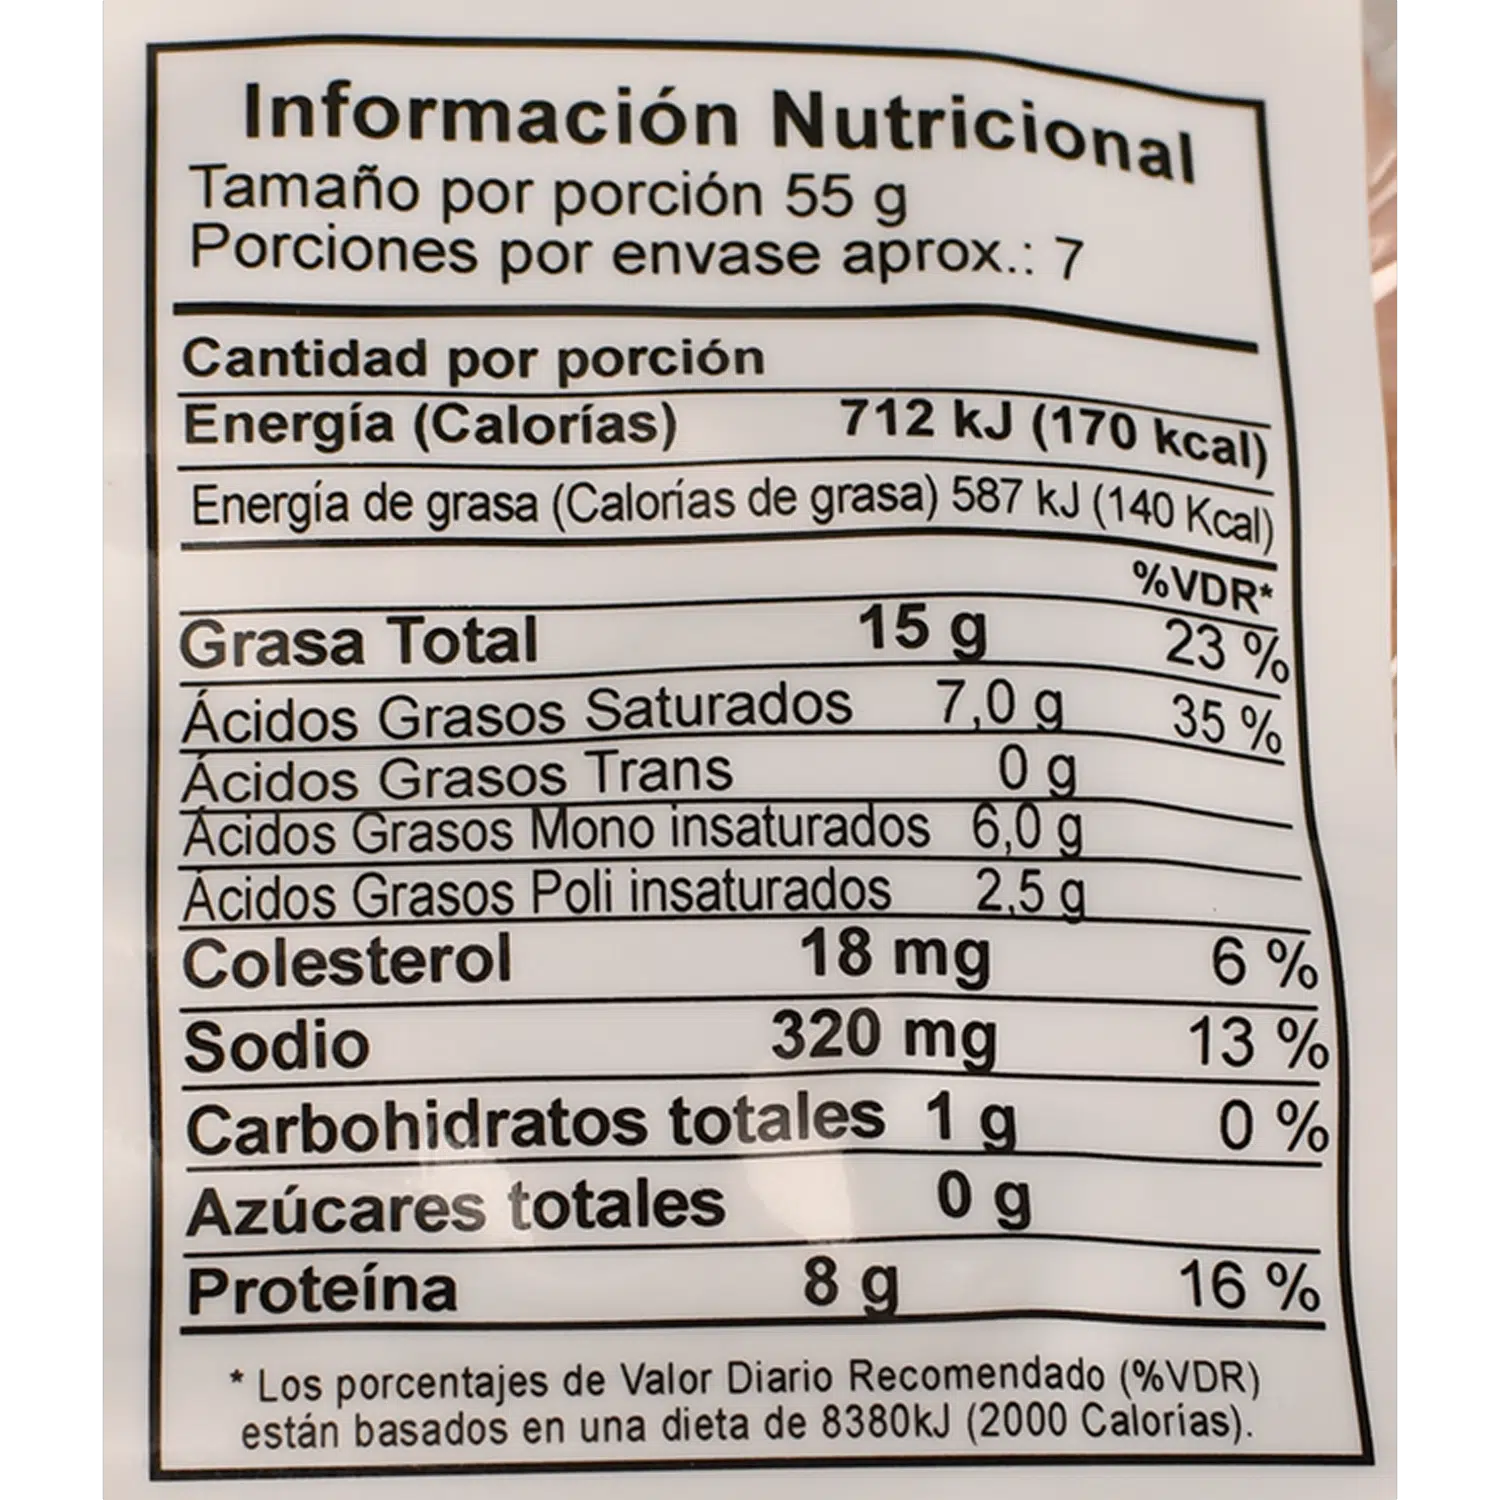 Información Nutricional
Tamaño por porción 55 g
Porciones por envase aprox.: 7
Cantidad por porción
Energía (Calorías) 712 kJ (170 kcal)
Energía de grasa (Calorías de grasa) 587 kJ (140 Kcal)
%VDR*
Grasa Total 15 g 23 %
Ácidos Grasos Saturados 7,0 g 35 %
Ácidos Grasos Trans 0 g
Ácidos Grasos Mono insaturados 6,0 g
Ácidos Grasos Poli insaturados 2,5 g
Colesterol 18 mg 6 %
Sodio 320 mg 13 %
Carbohidratos totales 1 g 0 %
Azúcares totales 0 g
Proteína 8 g 16 %
* Los porcentajes de Valor Diario Recomendado (%VDR)
están basados en una dieta de 8380kJ (2000 Calorías).